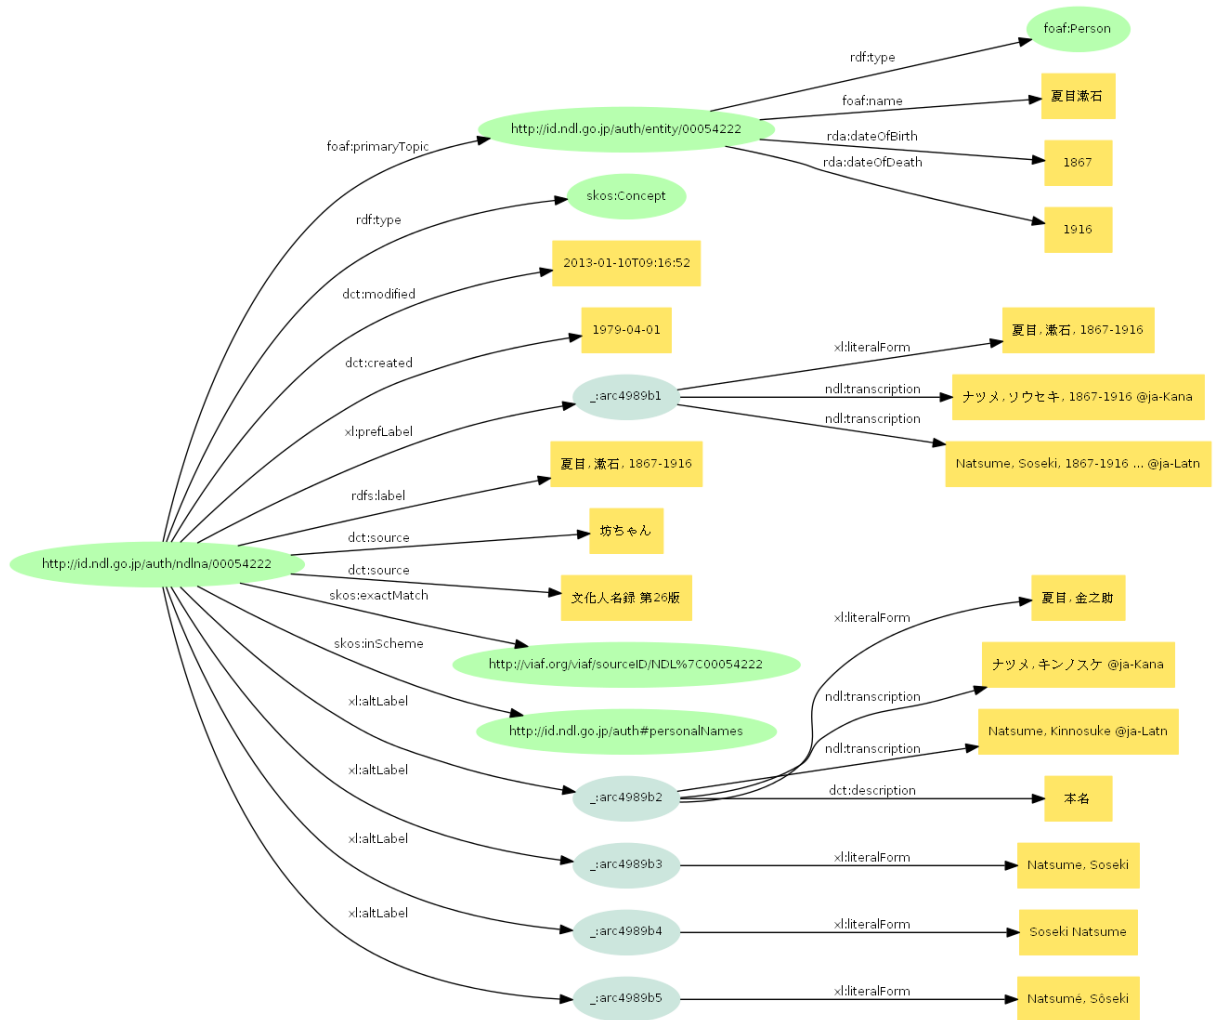 foaf:Person
rdf:type
夏目漱石
foaf:name
http://id.ndl.go.jp/auth/entity/00054222
rda:dateOfBirth
1867
foaf:primaryTopic
rda:dateOfDeath
skos:Concept
rdf:type
1916
2013-01-10T09:16:52
dct:modified
1979-04-01
夏目, 漱石, 1867-1916
xl:literalForm
dct:created
_:arc4989b1
ndl:transcription
ナツメ, ソウセキ, 1867-1916 @ja-Kana
ndl:transcription
xl:prefLabel
夏目, 漱石, 1867-1916
Natsume, Soseki, 1867-1916 ... @ja-Latn
rdfs:label
坊ちゃん
dct:source
http://id.ndl.go.jp/auth/ndlna/00054222
dct:source
文化人名録 第26版
skos:exactMatch
夏目, 金之助
xl:literalForm
skos:inScheme
http://viaf.org/viaf/sourceID/NDL%7C00054222
ナツメ, キンノスケ @ja-Kana
ndl:transcription
xl:altLabel
http://id.ndl.go.jp/auth#personalNames
Natsume, Kinnosuke @ja-Latn
ndl:transcription
xl:altLabel
_:arc4989b2
dct:description
本名
xl:altLabel
_:arc4989b3
xl:literalForm
Natsume, Soseki
xl:altLabel
_:arc4989b4
xl:literalForm
Soseki Natsume
_:arc4989b5
xl:literalForm
Natsumé, Sôseki